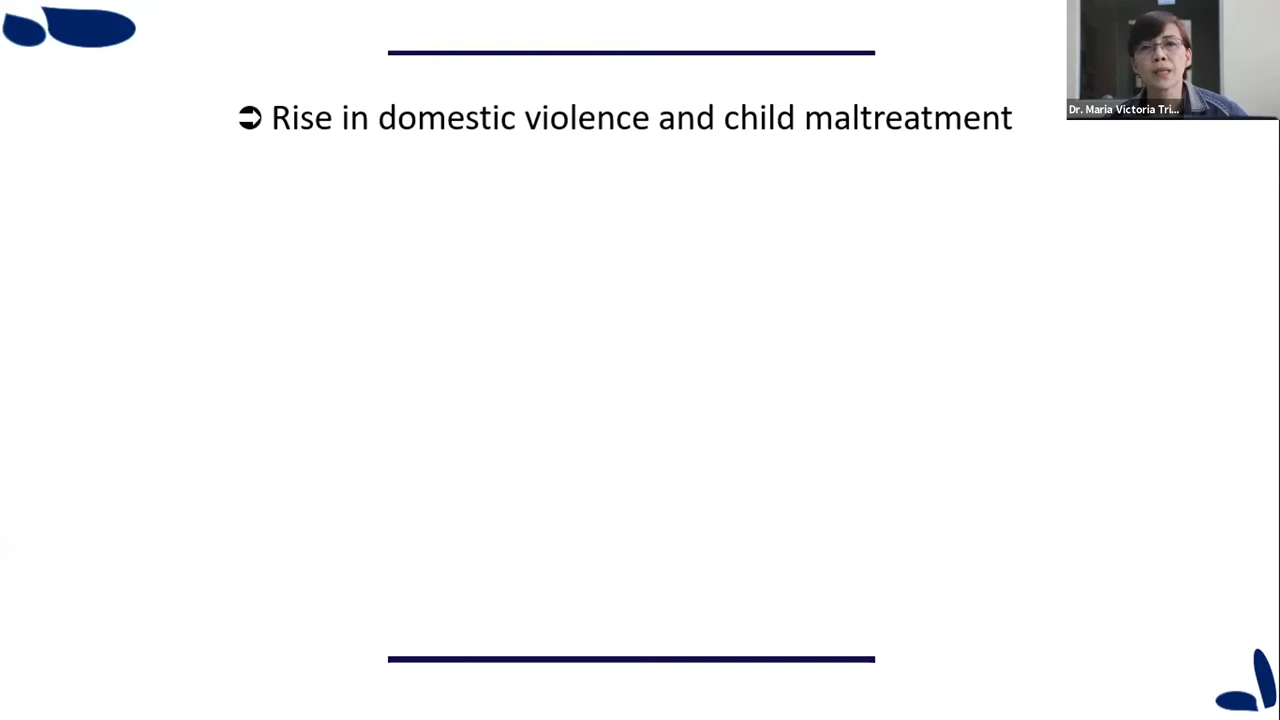 ➲ Rise in domestic violence and child maltreatment
Dr. Maria Victoria Tri...